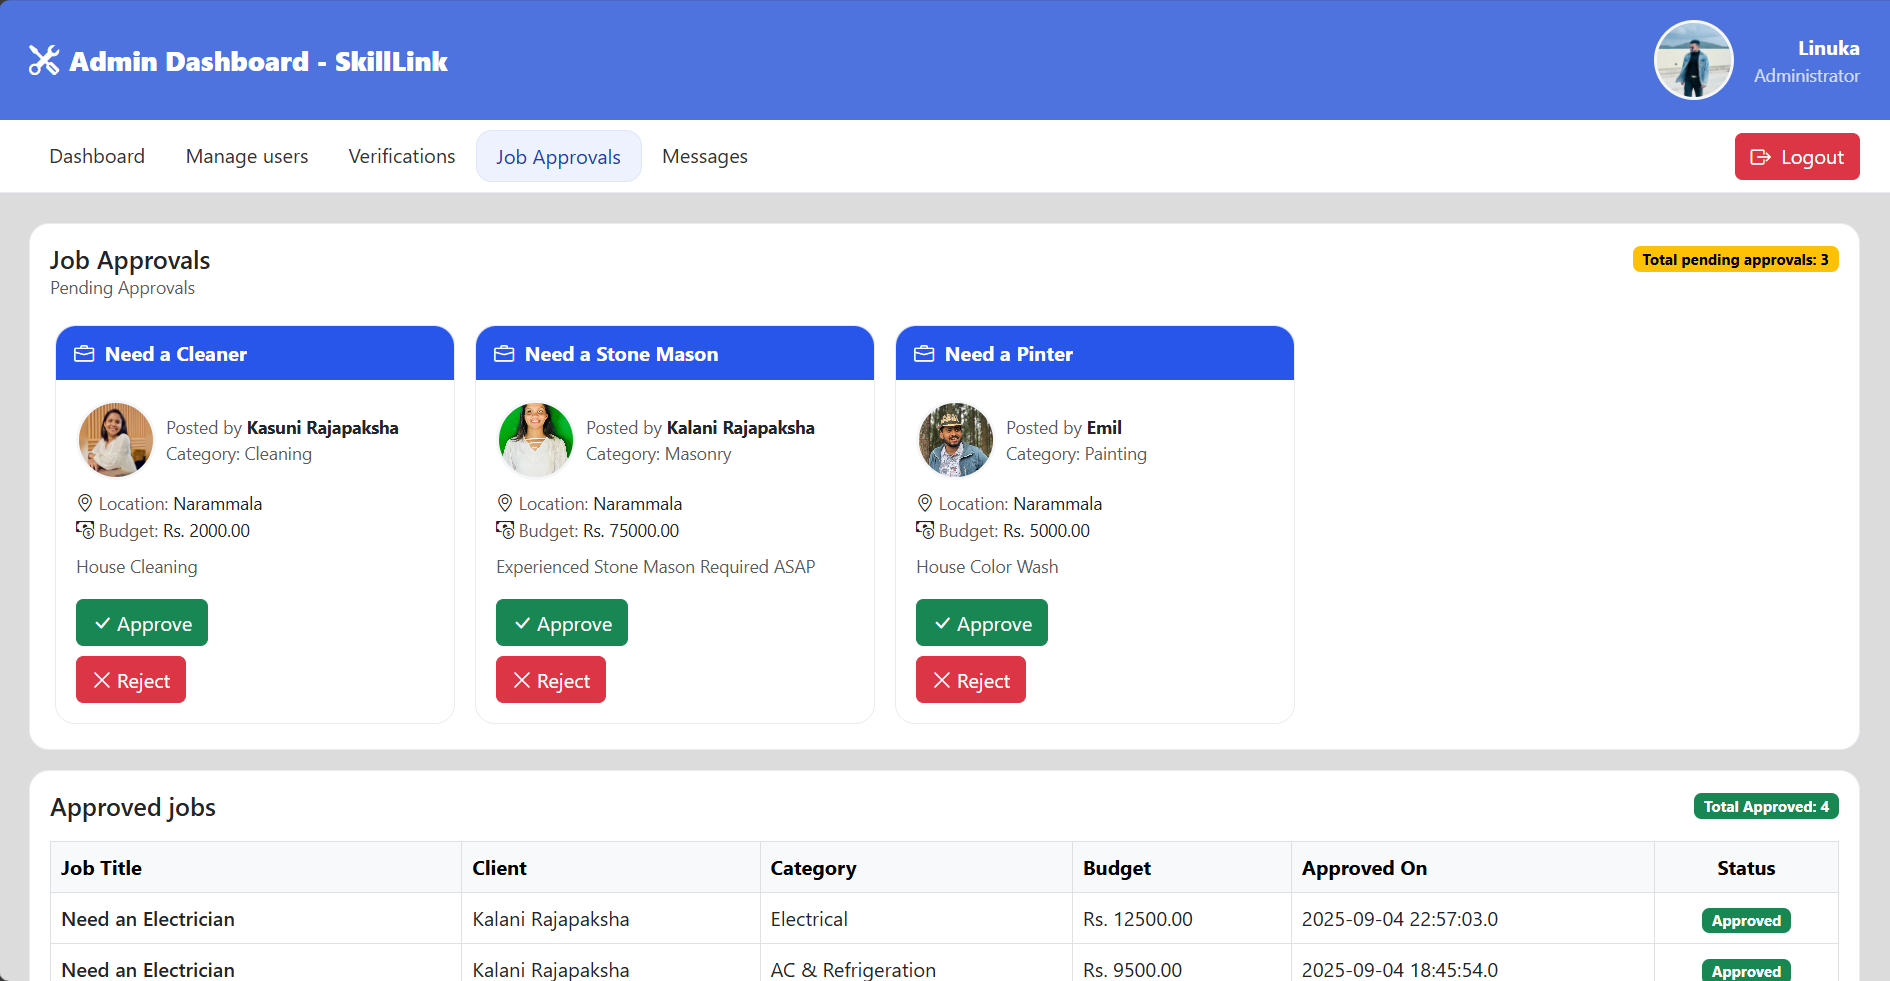 Admin Dashboard - SkillLink
Linuka
Administrator
Dashboard Manage users Verifications Job Approvals Messages Logout
Job Approvals
Total pending approvals: 3
Pending Approvals
Need a Cleaner
Posted by Kasuni Rajapaksha
Category: Cleaning
Location: Narammala
Budget: Rs. 2000.00
House Cleaning
Approve
Reject
Need a Stone Mason
Posted by Kalani Rajapaksha
Category: Masonry
Location: Narammala
Budget: Rs. 75000.00
Experienced Stone Mason Required ASAP
Approve
Reject
Need a Pinter
Posted by Emil
Category: Painting
Location: Narammala
Budget: Rs. 5000.00
House Color Wash
Approve
Reject
Approved jobs
Total Approved: 4
Job Title Client Category Budget Approved On Status
Need an Electrician Kalani Rajapaksha Electrical Rs. 12500.00 2025-09-04 22:57:03.0 Approved
Need an Electrician Kalani Rajapaksha AC & Refrigeration Rs. 9500.00 2025-09-04 18:45:54.0 Approved